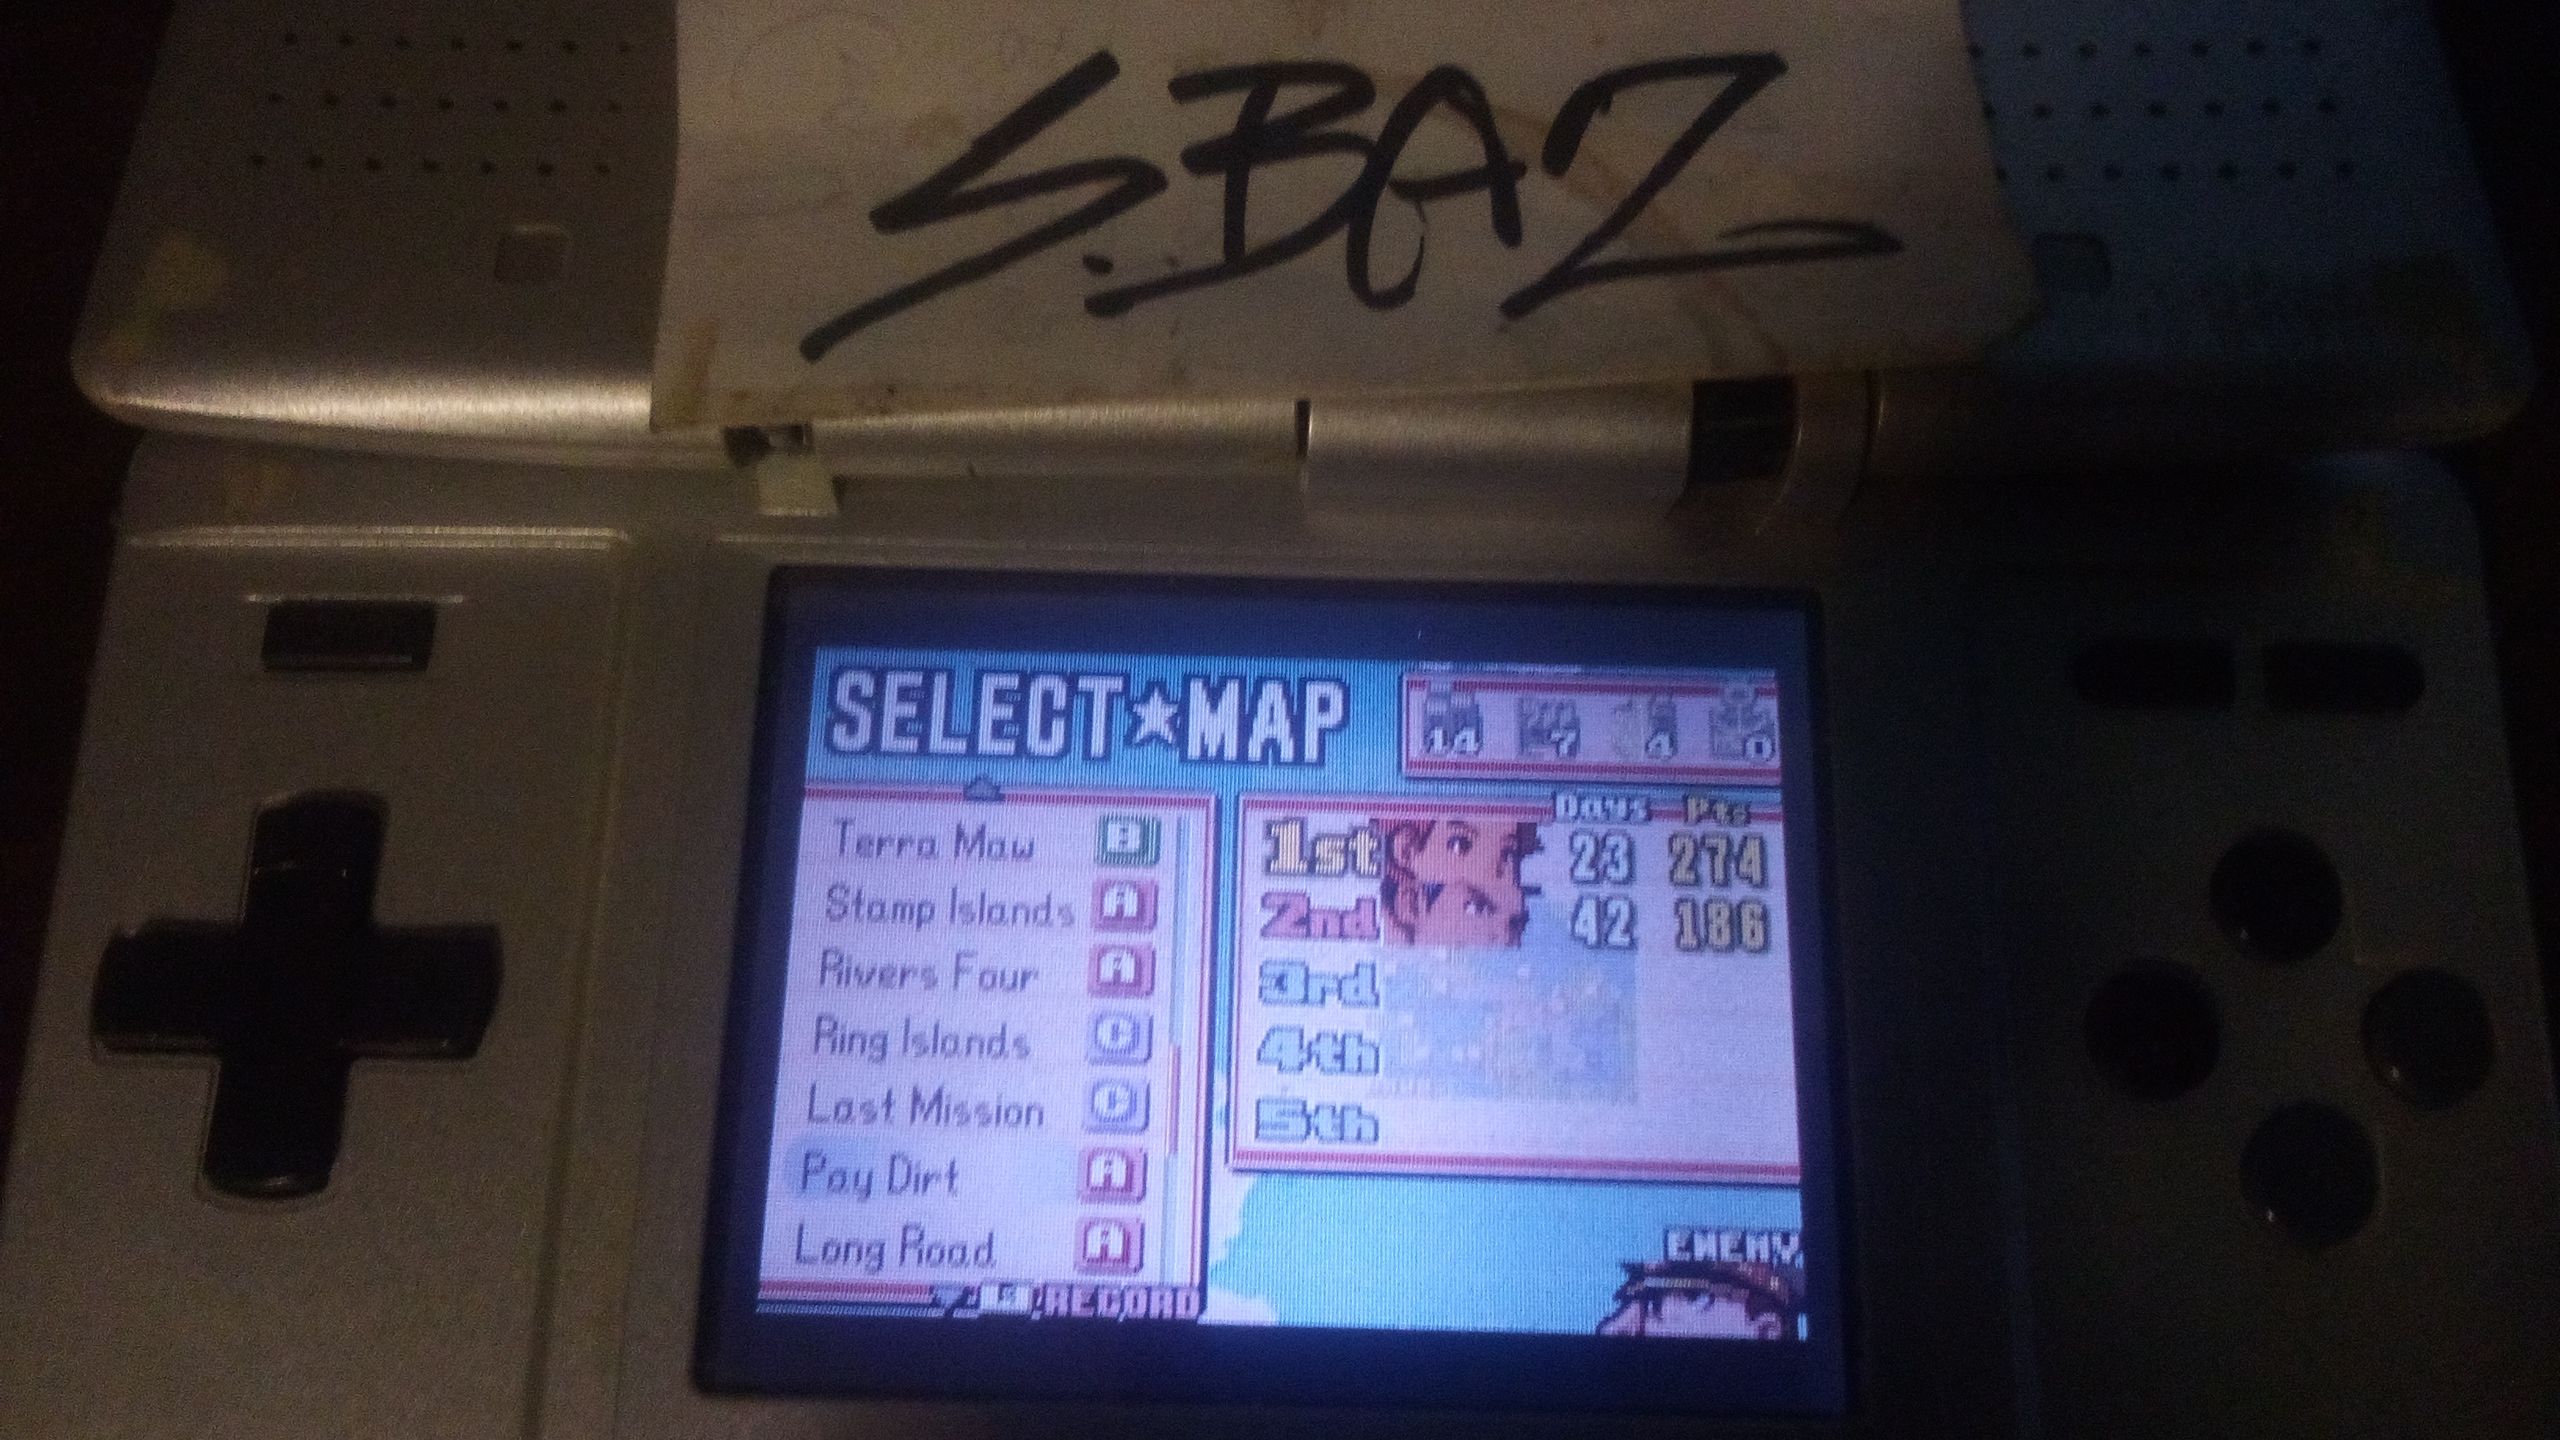 S.BAZ
SELECT★MAP
14 7 4 0
Days Pts
1st 23 274
2nd 42 186
3rd
4th
5th
Terra Maw B
Stamp Islands A
Rivers Four A
Ring Islands C
Last Mission C
Pay Dirt A
Long Road A
RECORD
ENEMY